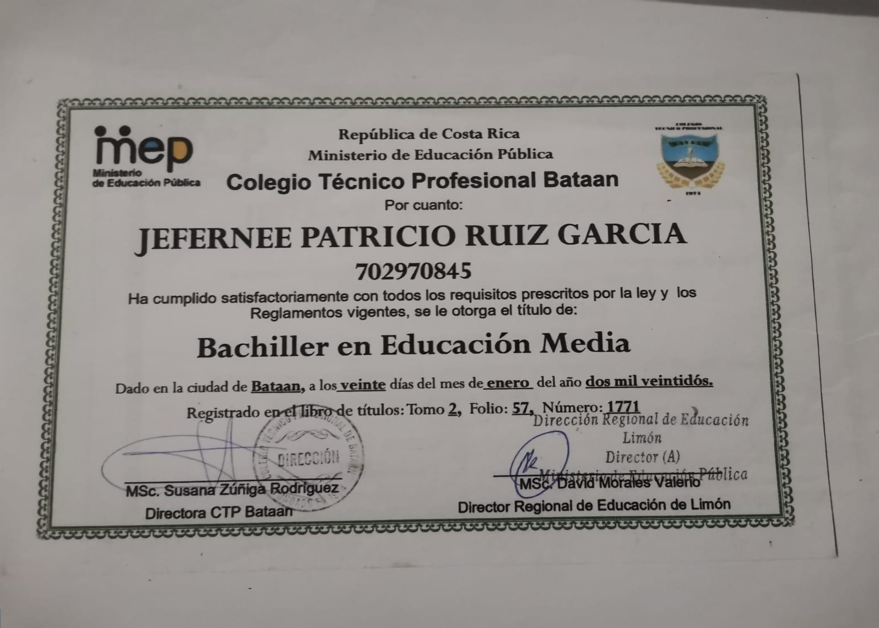 mep
Ministerio
de Educación Pública
República de Costa Rica
Ministerio de Educación Pública
Colegio Técnico Profesional Bataan
COLEGIO
TECNICO PROFESIONAL
Por cuanto:
JEFERNEE PATRICIO RUIZ GARCIA
702970845
Ha cumplido satisfactoriamente con todos los requisitos prescritos por la ley y los
Reglamentos vigentes, se le otorga el título de:
Bachiller en Educación Media
Dado en la ciudad de Bataan, a los veinte días del mes de enero del año dos mil veintidós.
Registrado en el libro de títulos: Tomo 2, Folio: 57, Número: 1771
Dirección Regional de Educación
Limón
Director (A)
Ministerio de Educación Pública
DIRECCIÓN
MSc. Susana Zúñiga Rodríguez
Directora CTP Bataan
MSc. David Morales Valerio
Director Regional de Educación de Limón